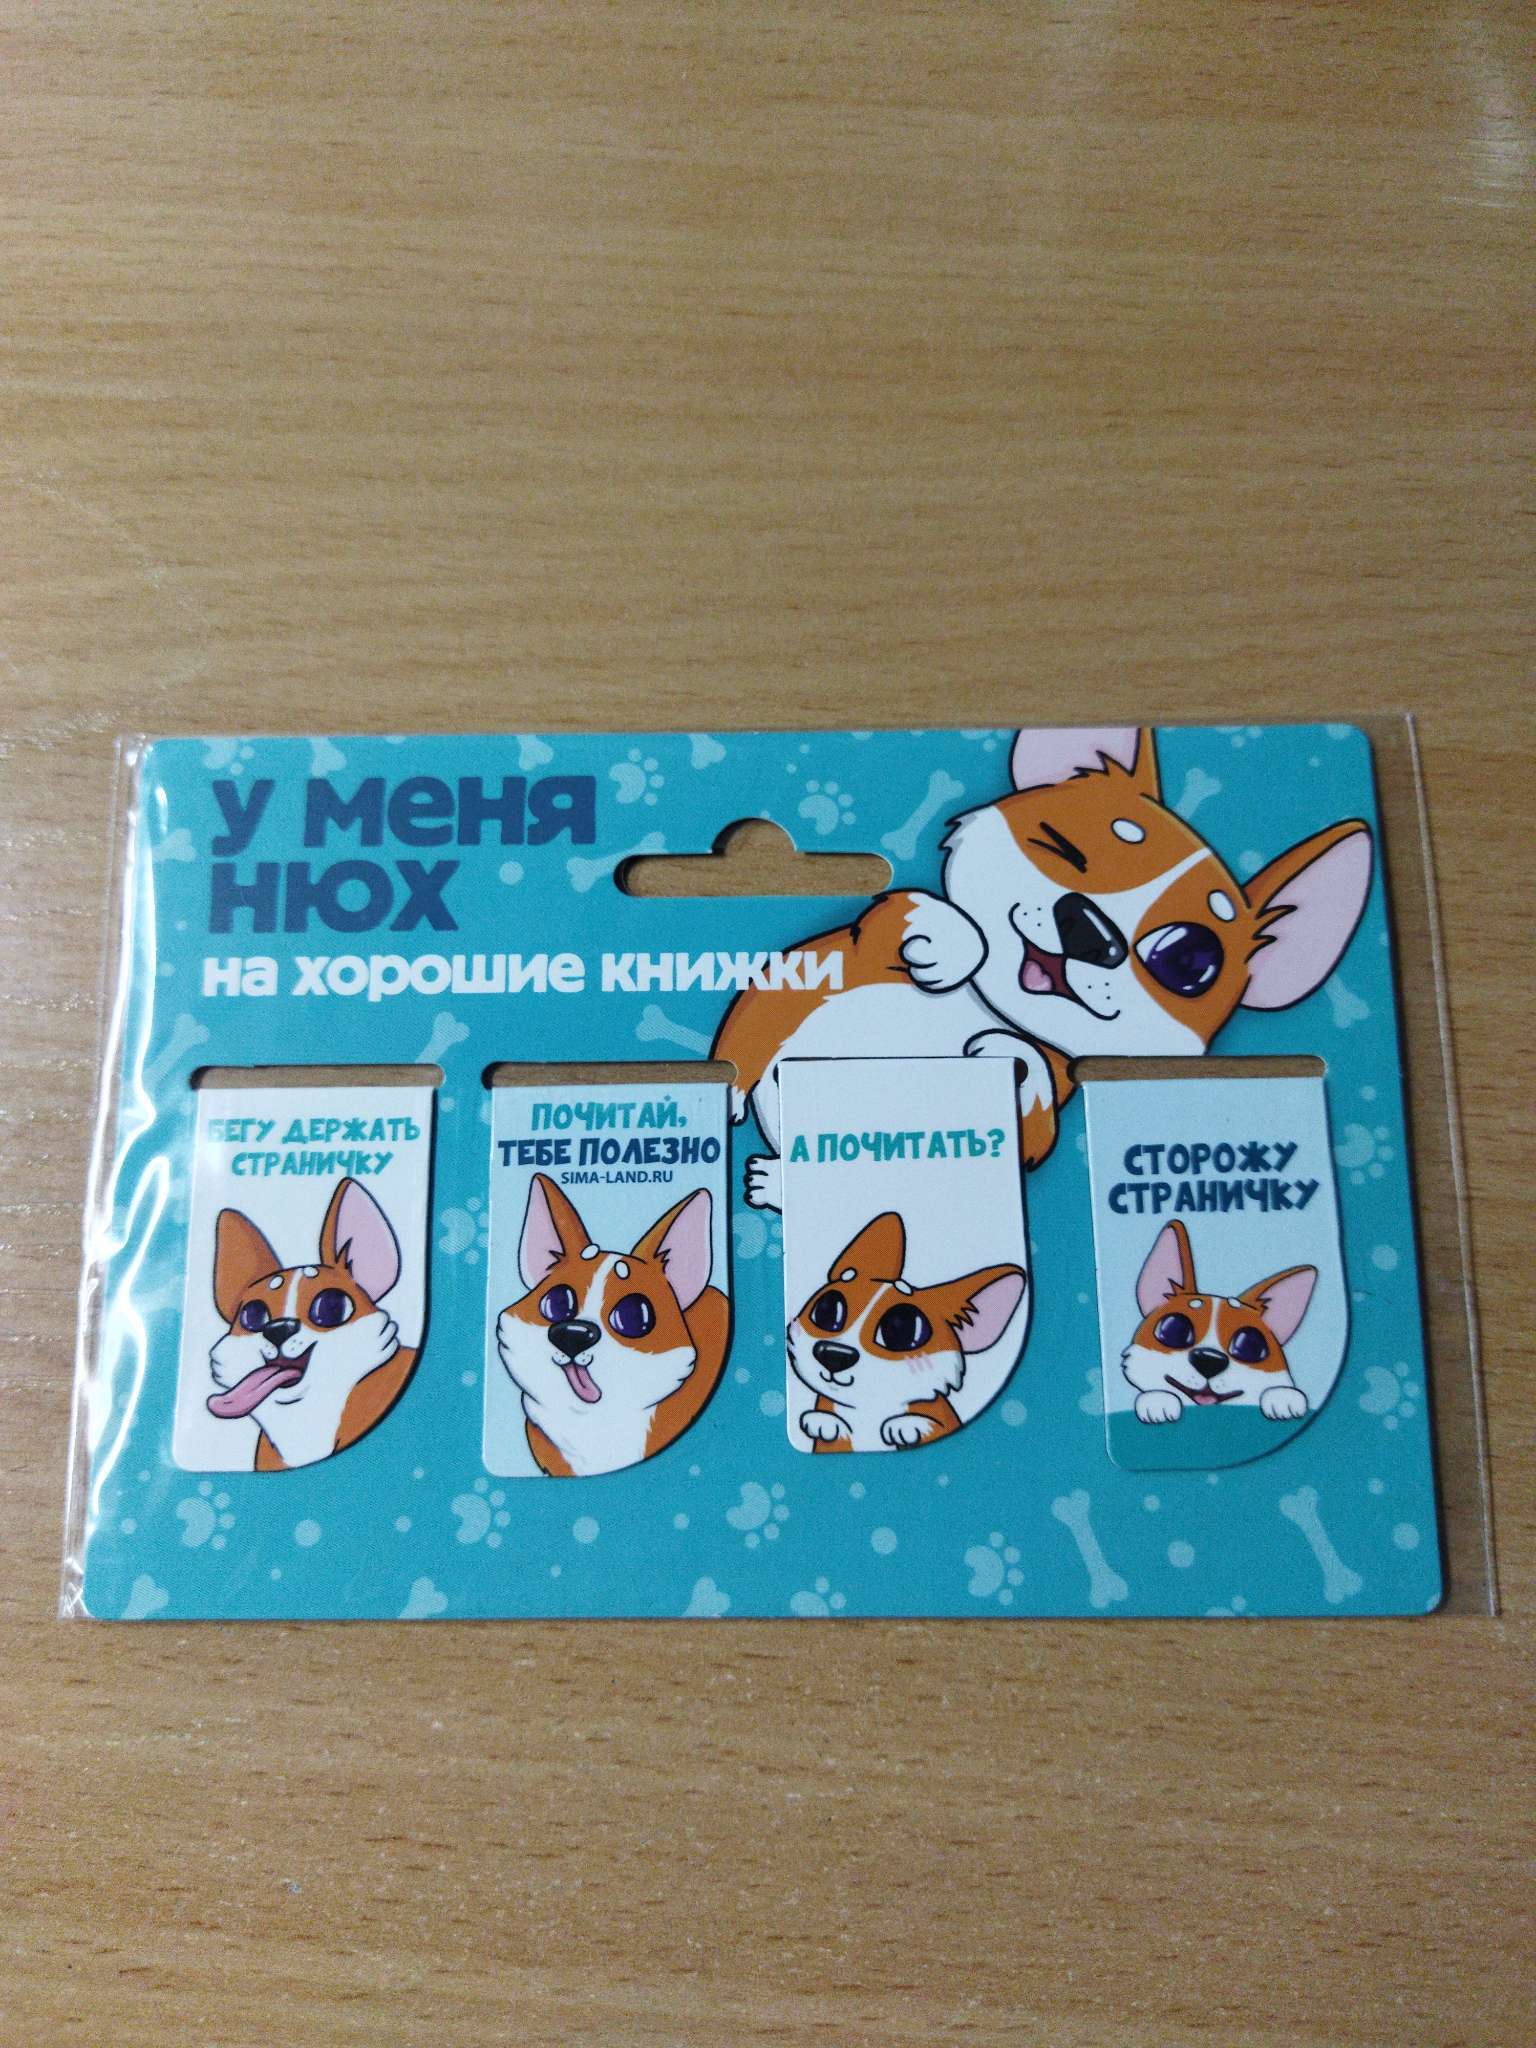 у меня
нюх
на хорошие книжки
БЕГУ ДЕРЖАТЬ
СТРАНИЧКУ
ПОЧИТАЙ,
ТЕБЕ ПОЛЕЗНО
SIMA-LAND.RU
А ПОЧИТАТЬ?
СТОРОЖУ
СТРАНИЧКУ